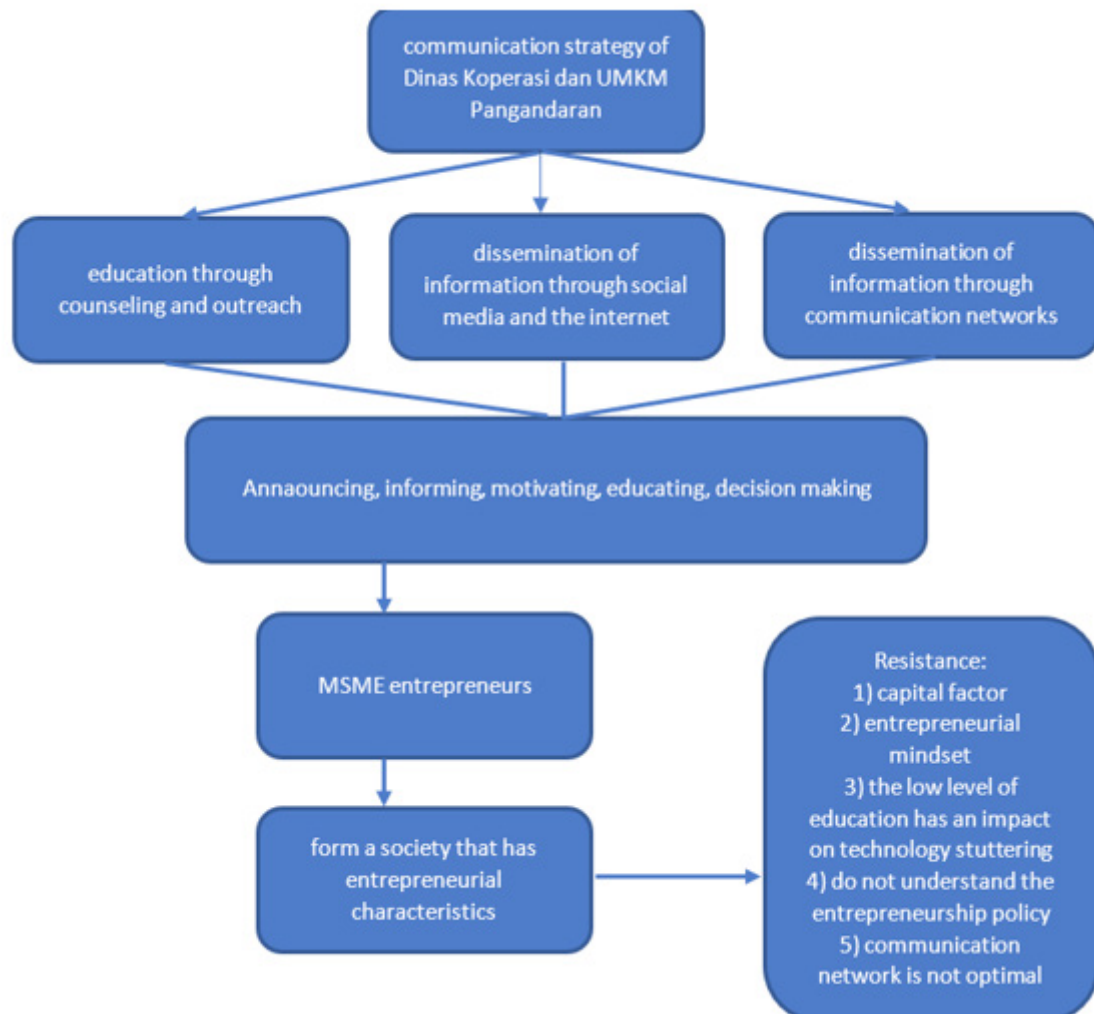 communication strategy of
Dinas Koperasi dan UMKM
Pangandaran
education through
counseling and outreach
dissemination of
information through social
media and the internet
dissemination of
information through
communication networks
Annaouncing, informing, motivating, educating, decision making
MSME entrepreneurs
form a society that has
entrepreneurial
characteristics
Resistance:
1) capital factor
2) entrepreneurial
mindset
3) the low level of
education has an impact
on technology stuttering
4) do not understand the
entrepreneurship policy
5) communication
network is not optimal